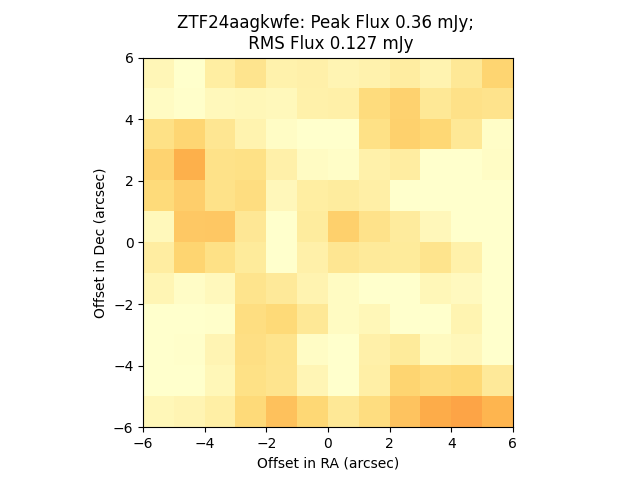 ZTF24aagkwfe: Peak Flux 0.36 mJy;
RMS Flux 0.127 mJy
6
4
2
0
−2
−4
−6
Offset in Dec (arcsec)
−6 −4 −2 0 2 4 6
Offset in RA (arcsec)